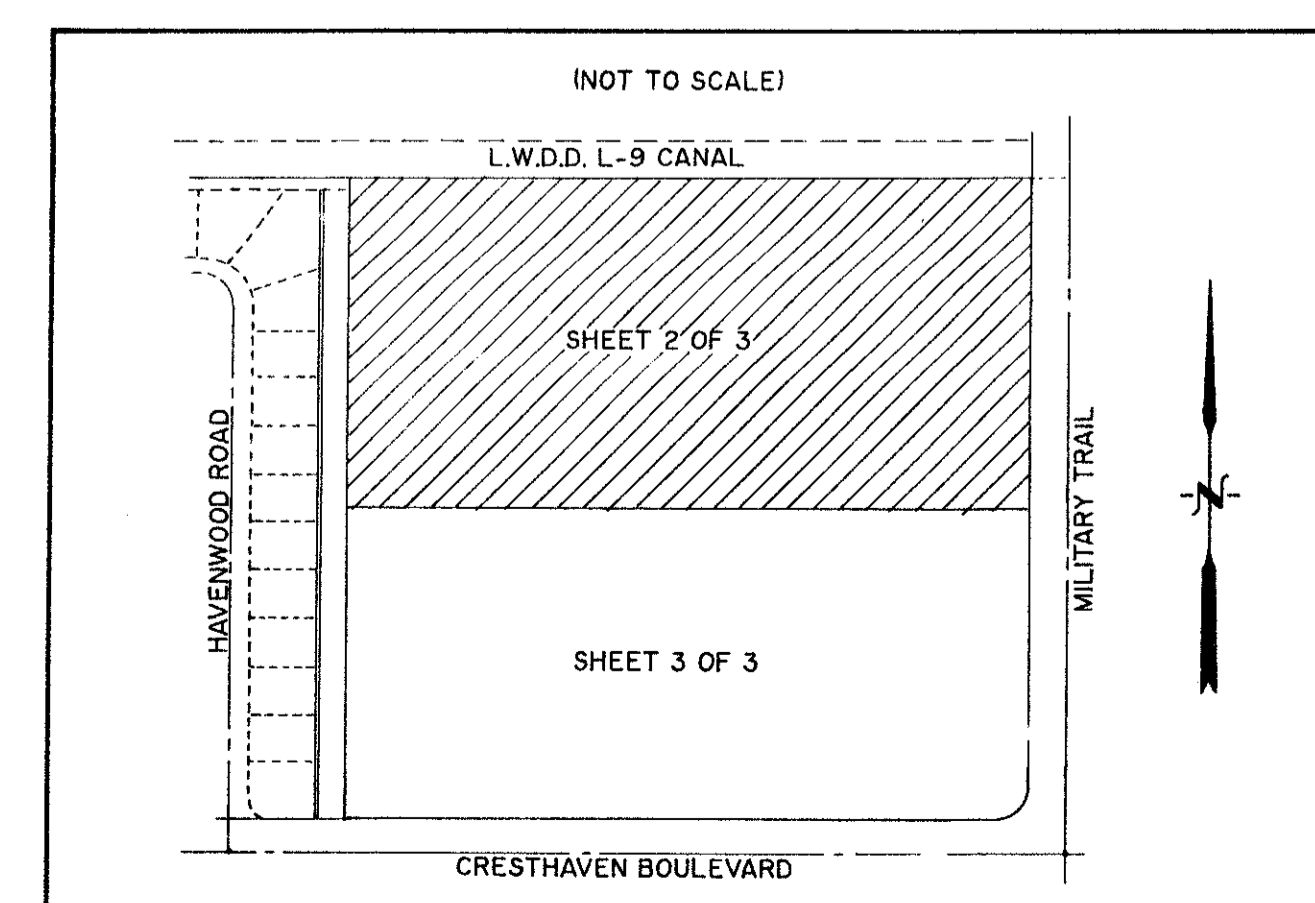 (NOT TO SCALE)
L.W.D.D. L-9 CANAL
SHEET 2 OF 3
HAVENWOOD ROAD
MILITARY TRAIL
N
SHEET 3 OF 3
CRESTHAVEN BOULEVARD